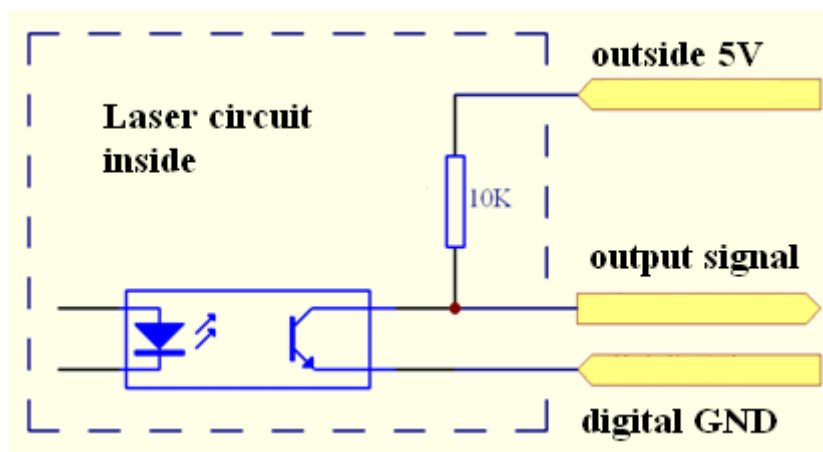 outside 5V
Laser circuit
inside
10K
output signal
digital GND